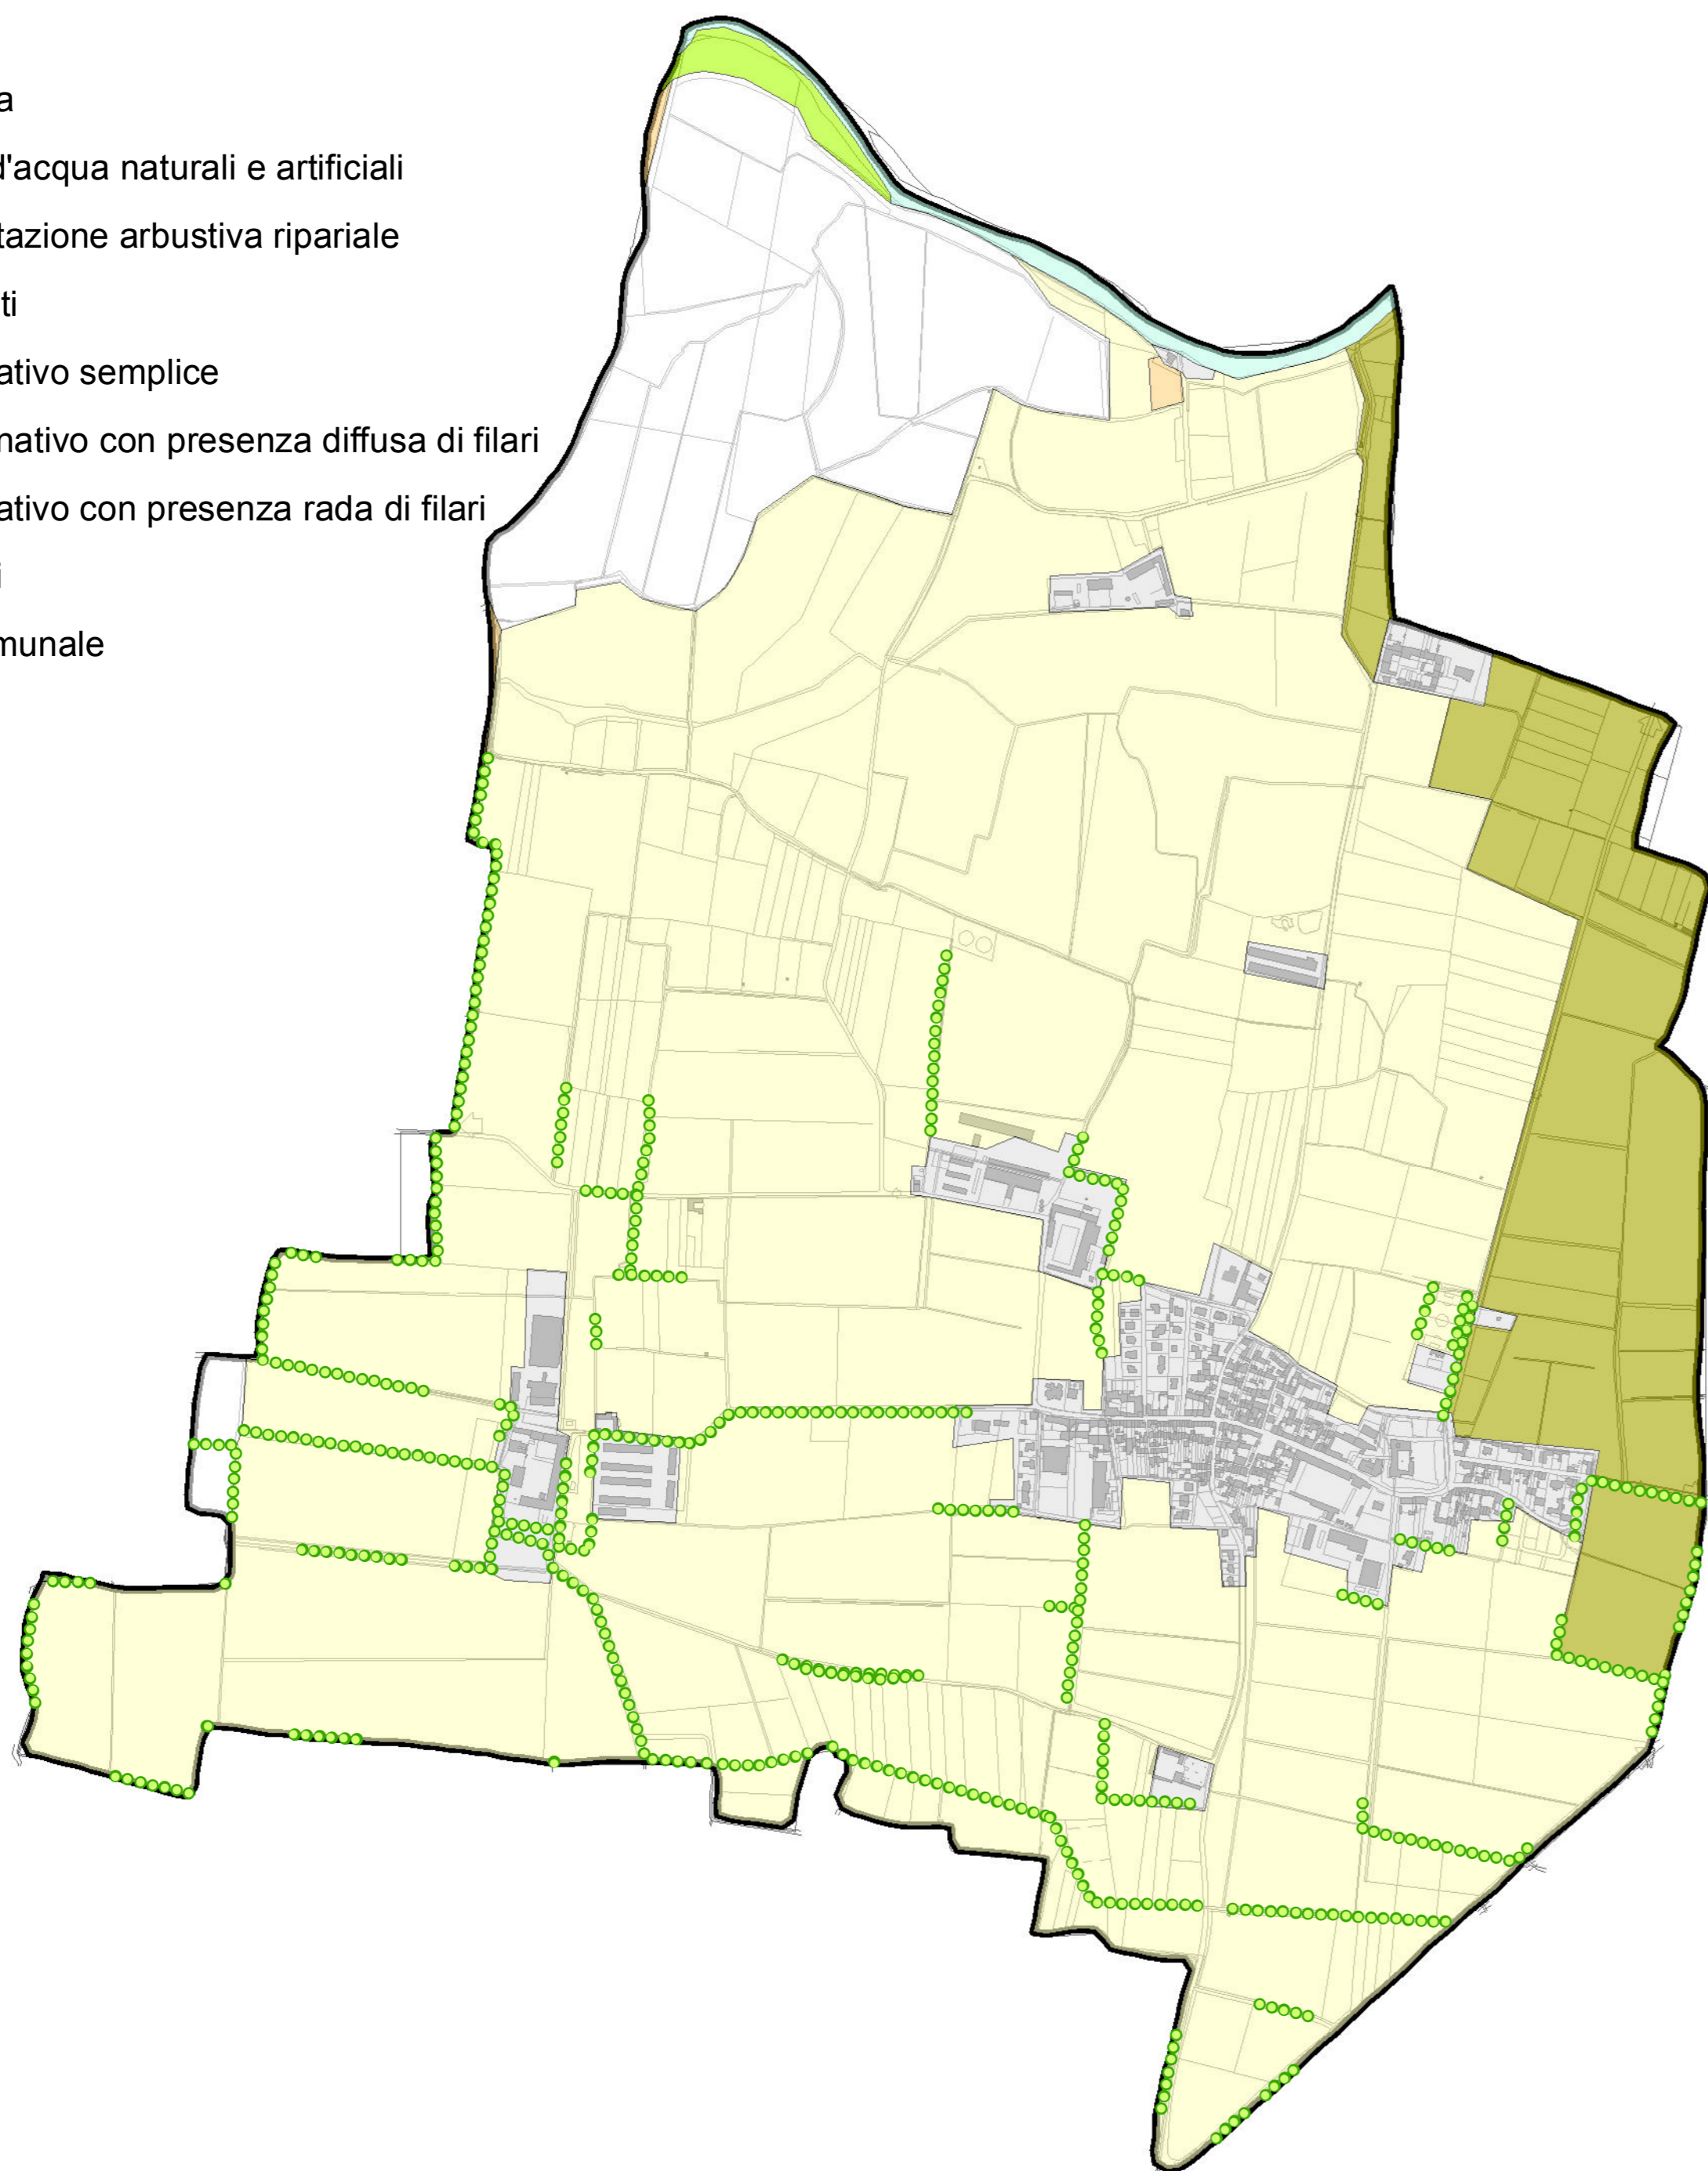 a
d'acqua naturali e artificiali
tazione arbustiva ripariale
ti
ativo semplice
nativo con presenza diffusa di filari
ativo con presenza rada di filari
i
munale